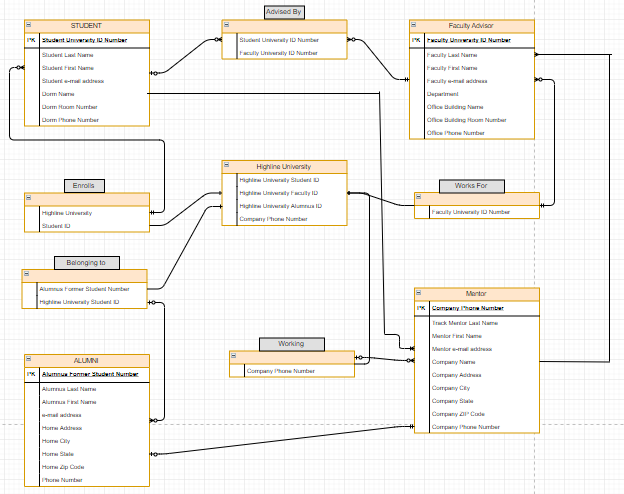 STUDENT
PK Student University ID Number
Student Last Name
Student First Name
Student e-mail address
Dorm Name
Dorm Room Number
Dorm Phone Number
Advised By
Student University ID Number
Faculty University ID Number
Faculty Advisor
PK Faculty University ID Number
Faculty Last Name
Faculty First Name
Faculty e-mail address
Department
Office Building Name
Office Building Room Number
Office Phone Number
Enrolls
Highline University
Student ID
Highline University
Highline University Student ID
Highline University Faculty ID
Highline University Alumnus ID
Company Phone Number
Works For
Faculty University ID Number
Belonging to
Alumnus Former Student Number
Highline University Student ID
ALUMNI
PK Alumnus Former Student Number
Alumnus Last Name
Alumnus First Name
e-mail address
Home Address
Home City
Home State
Home Zip Code
Phone Number
Working
Company Phone Number
Mentor
PK Company Phone Number
Track Mentor Last Name
Mentor First Name
Mentor e-mail address
Company Name
Company Address
Company City
Company State
Company ZIP Code
Company Phone Number